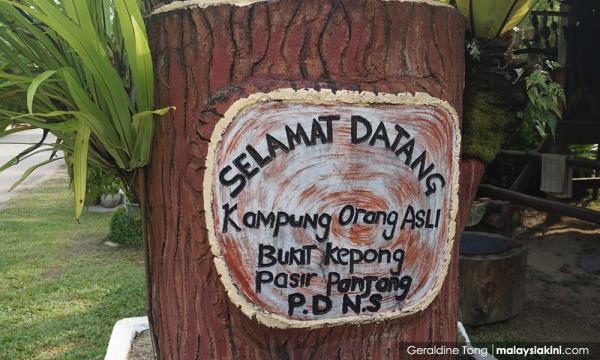 SELAMAT DATANG
Kampung Orang ASLI
Bukit Kepong
Pasir Panjang
P.D N.S
Geraldine Tong | malaysiakini.com